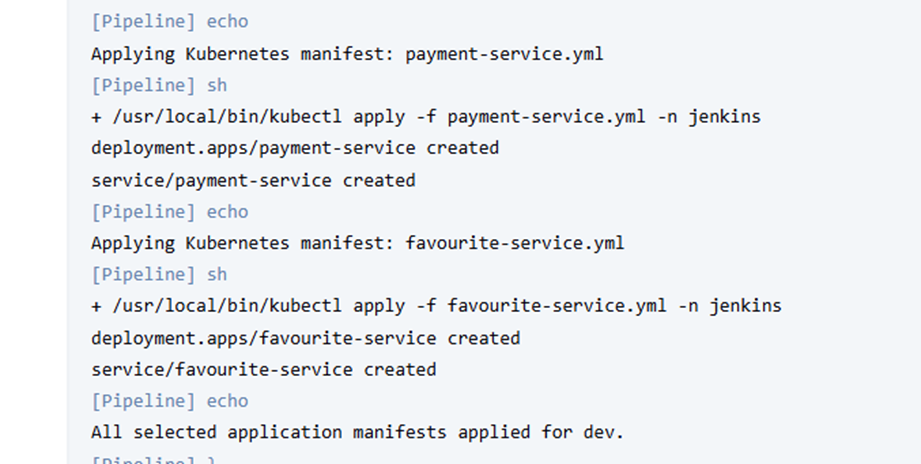 [Pipeline] echo
Applying Kubernetes manifest: payment-service.yml
[Pipeline] sh
+ /usr/local/bin/kubectl apply -f payment-service.yml -n jenkins
deployment.apps/payment-service created
service/payment-service created
[Pipeline] echo
Applying Kubernetes manifest: favourite-service.yml
[Pipeline] sh
+ /usr/local/bin/kubectl apply -f favourite-service.yml -n jenkins
deployment.apps/favourite-service created
service/favourite-service created
[Pipeline] echo
All selected application manifests applied for dev.
[Pipeline] }